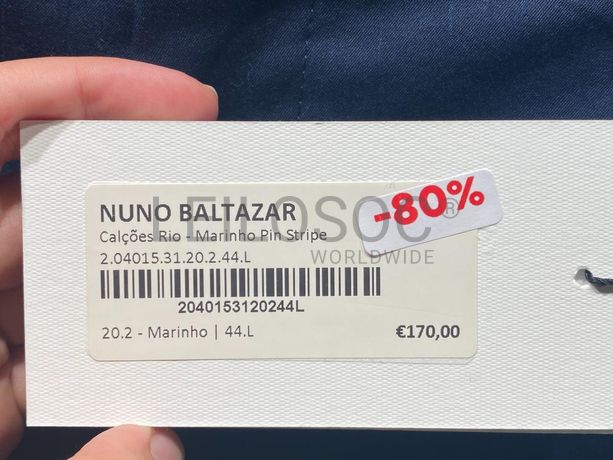 NUNO BALTAZAR
-80%
Calções Rio - Marinho Pin Stripe
LEILOSOC®
WORLDWIDE
2.04015.31.20.2.44.L
2040153120244L
20.2 - Marinho | 44.L
€170,00